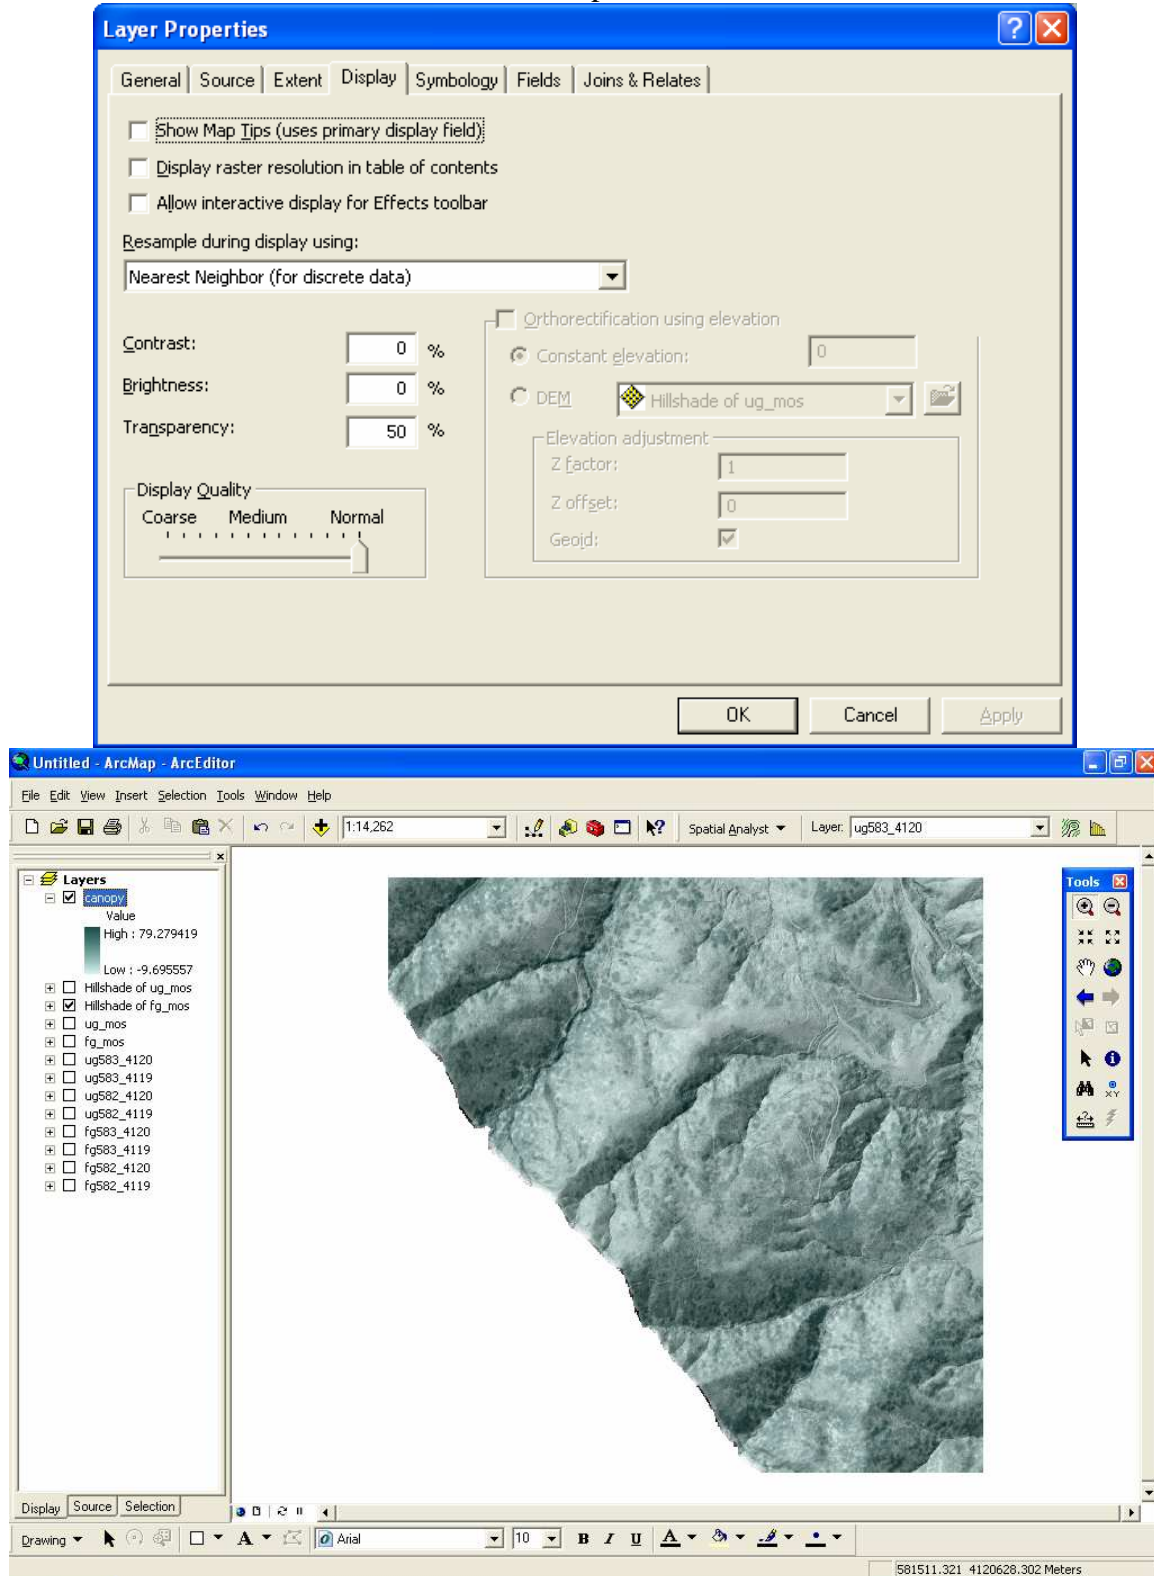 Layer Properties
General Source Extent Display Symbology Fields Joins & Relates
Show Map Tips (uses primary display field)
Display raster resolution in table of contents
Allow interactive display for Effects toolbar
Resample during display using:
Nearest Neighbor (for discrete data)
Orthorectification using elevation
Contrast: 0 %
Constant elevation: 0
Brightness: 0 %
DEM Hillshade of ug_mos
Transparency: 50 %
Elevation adjustment
Z factor: 1
Display Quality
Z offset: 0
Coarse Medium Normal
Geoid:
OK Cancel Apply
Untitled - ArcMap - ArcEditor
File Edit View Insert Selection Tools Window Help
1:14,262 Spatial Analyst Layer: ug583_4120
Layers
canopy
Value
High : 79.279419
Low : -9.695557
Hillshade of ug_mos
Hillshade of fg_mos
ug_mos
fg_mos
ug583_4120
ug583_4119
ug582_4120
ug582_4119
fg583_4120
fg583_4119
fg582_4120
fg582_4119
Tools
XY
Display Source Selection
Drawing A Arial 10 B I U A
581511.321 4120628.302 Meters